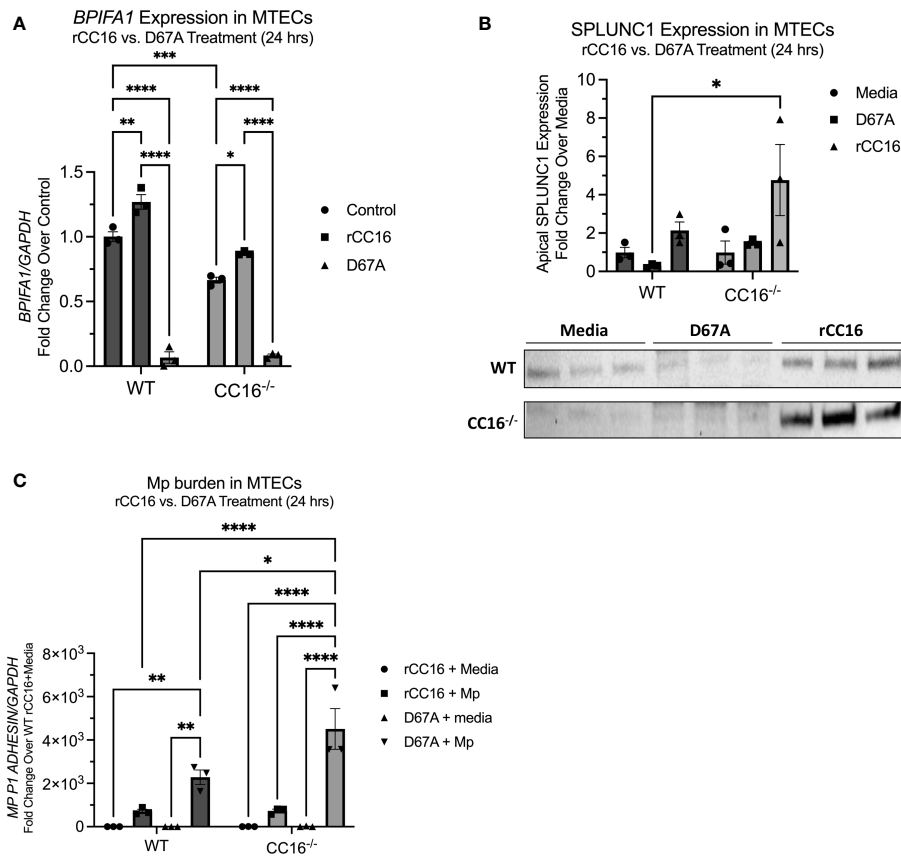 A
BPIFA1 Expression in MTECs
rCC16 vs. D67A Treatment (24 hrs)
***
**** ****
** ****
**** *
BPIFA1/GAPDH
Fold Change Over Control
1.5
1.0
0.5
0.0
WT CC16-/-
Control
rCC16
D67A
B
SPLUNC1 Expression in MTECs
rCC16 vs. D67A Treatment (24 hrs)
*
Apical SPLUNC1 Expression
Fold Change Over Media
10
8
6
4
2
0
WT CC16-/-
Media
D67A
rCC16
Media D67A rCC16
WT
CC16-/-
C
Mp burden in MTECs
rCC16 vs. D67A Treatment (24 hrs)
****
*
****
****
****
**
**
MP P1 ADHESIN/GAPDH
Fold Change Over WT rCC16+Media
8×10³
6×10³
4×10³
2×10³
0
WT CC16-/-
rCC16 + Media
rCC16 + Mp
D67A + media
D67A + Mp